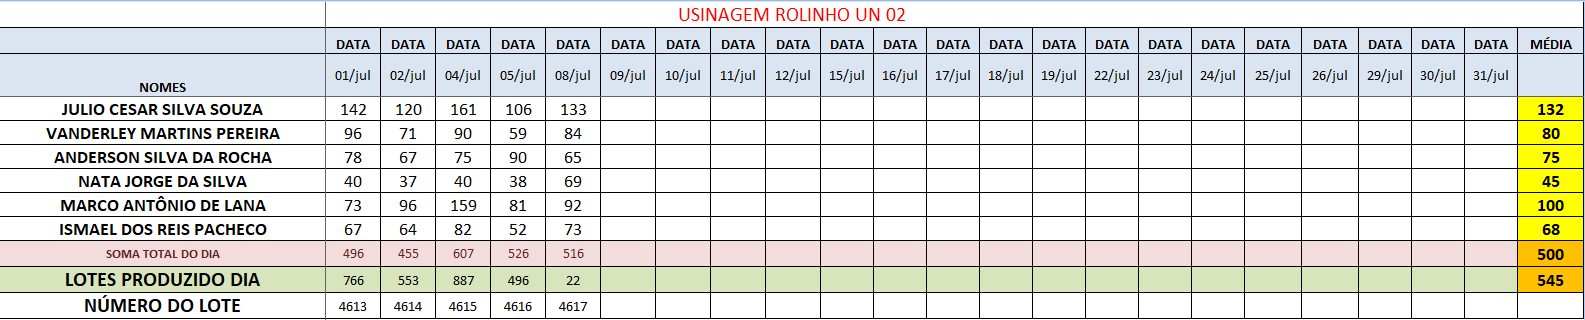 USINAGEM ROLINHO UN 02
DATA DATA DATA DATA DATA DATA DATA DATA DATA DATA DATA DATA DATA DATA DATA DATA DATA DATA DATA DATA DATA DATA MÉDIA
NOMES 01/jul 02/jul 04/jul 05/jul 08/jul 09/jul 10/jul 11/jul 12/jul 15/jul 16/jul 17/jul 18/jul 19/jul 22/jul 23/jul 24/jul 25/jul 26/jul 29/jul 30/jul 31/jul
JULIO CESAR SILVA SOUZA 142 120 161 106 133 132
VANDERLEY MARTINS PEREIRA 96 71 90 59 84 80
ANDERSON SILVA DA ROCHA 78 67 75 90 65 75
NATA JORGE DA SILVA 40 37 40 38 69 45
MARCO ANTÔNIO DE LANA 73 96 159 81 92 100
ISMAEL DOS REIS PACHECO 67 64 82 52 73 68
SOMA TOTAL DO DIA 496 455 607 526 516 500
LOTES PRODUZIDO DIA 766 553 887 496 22 545
NÚMERO DO LOTE 4613 4614 4615 4616 4617